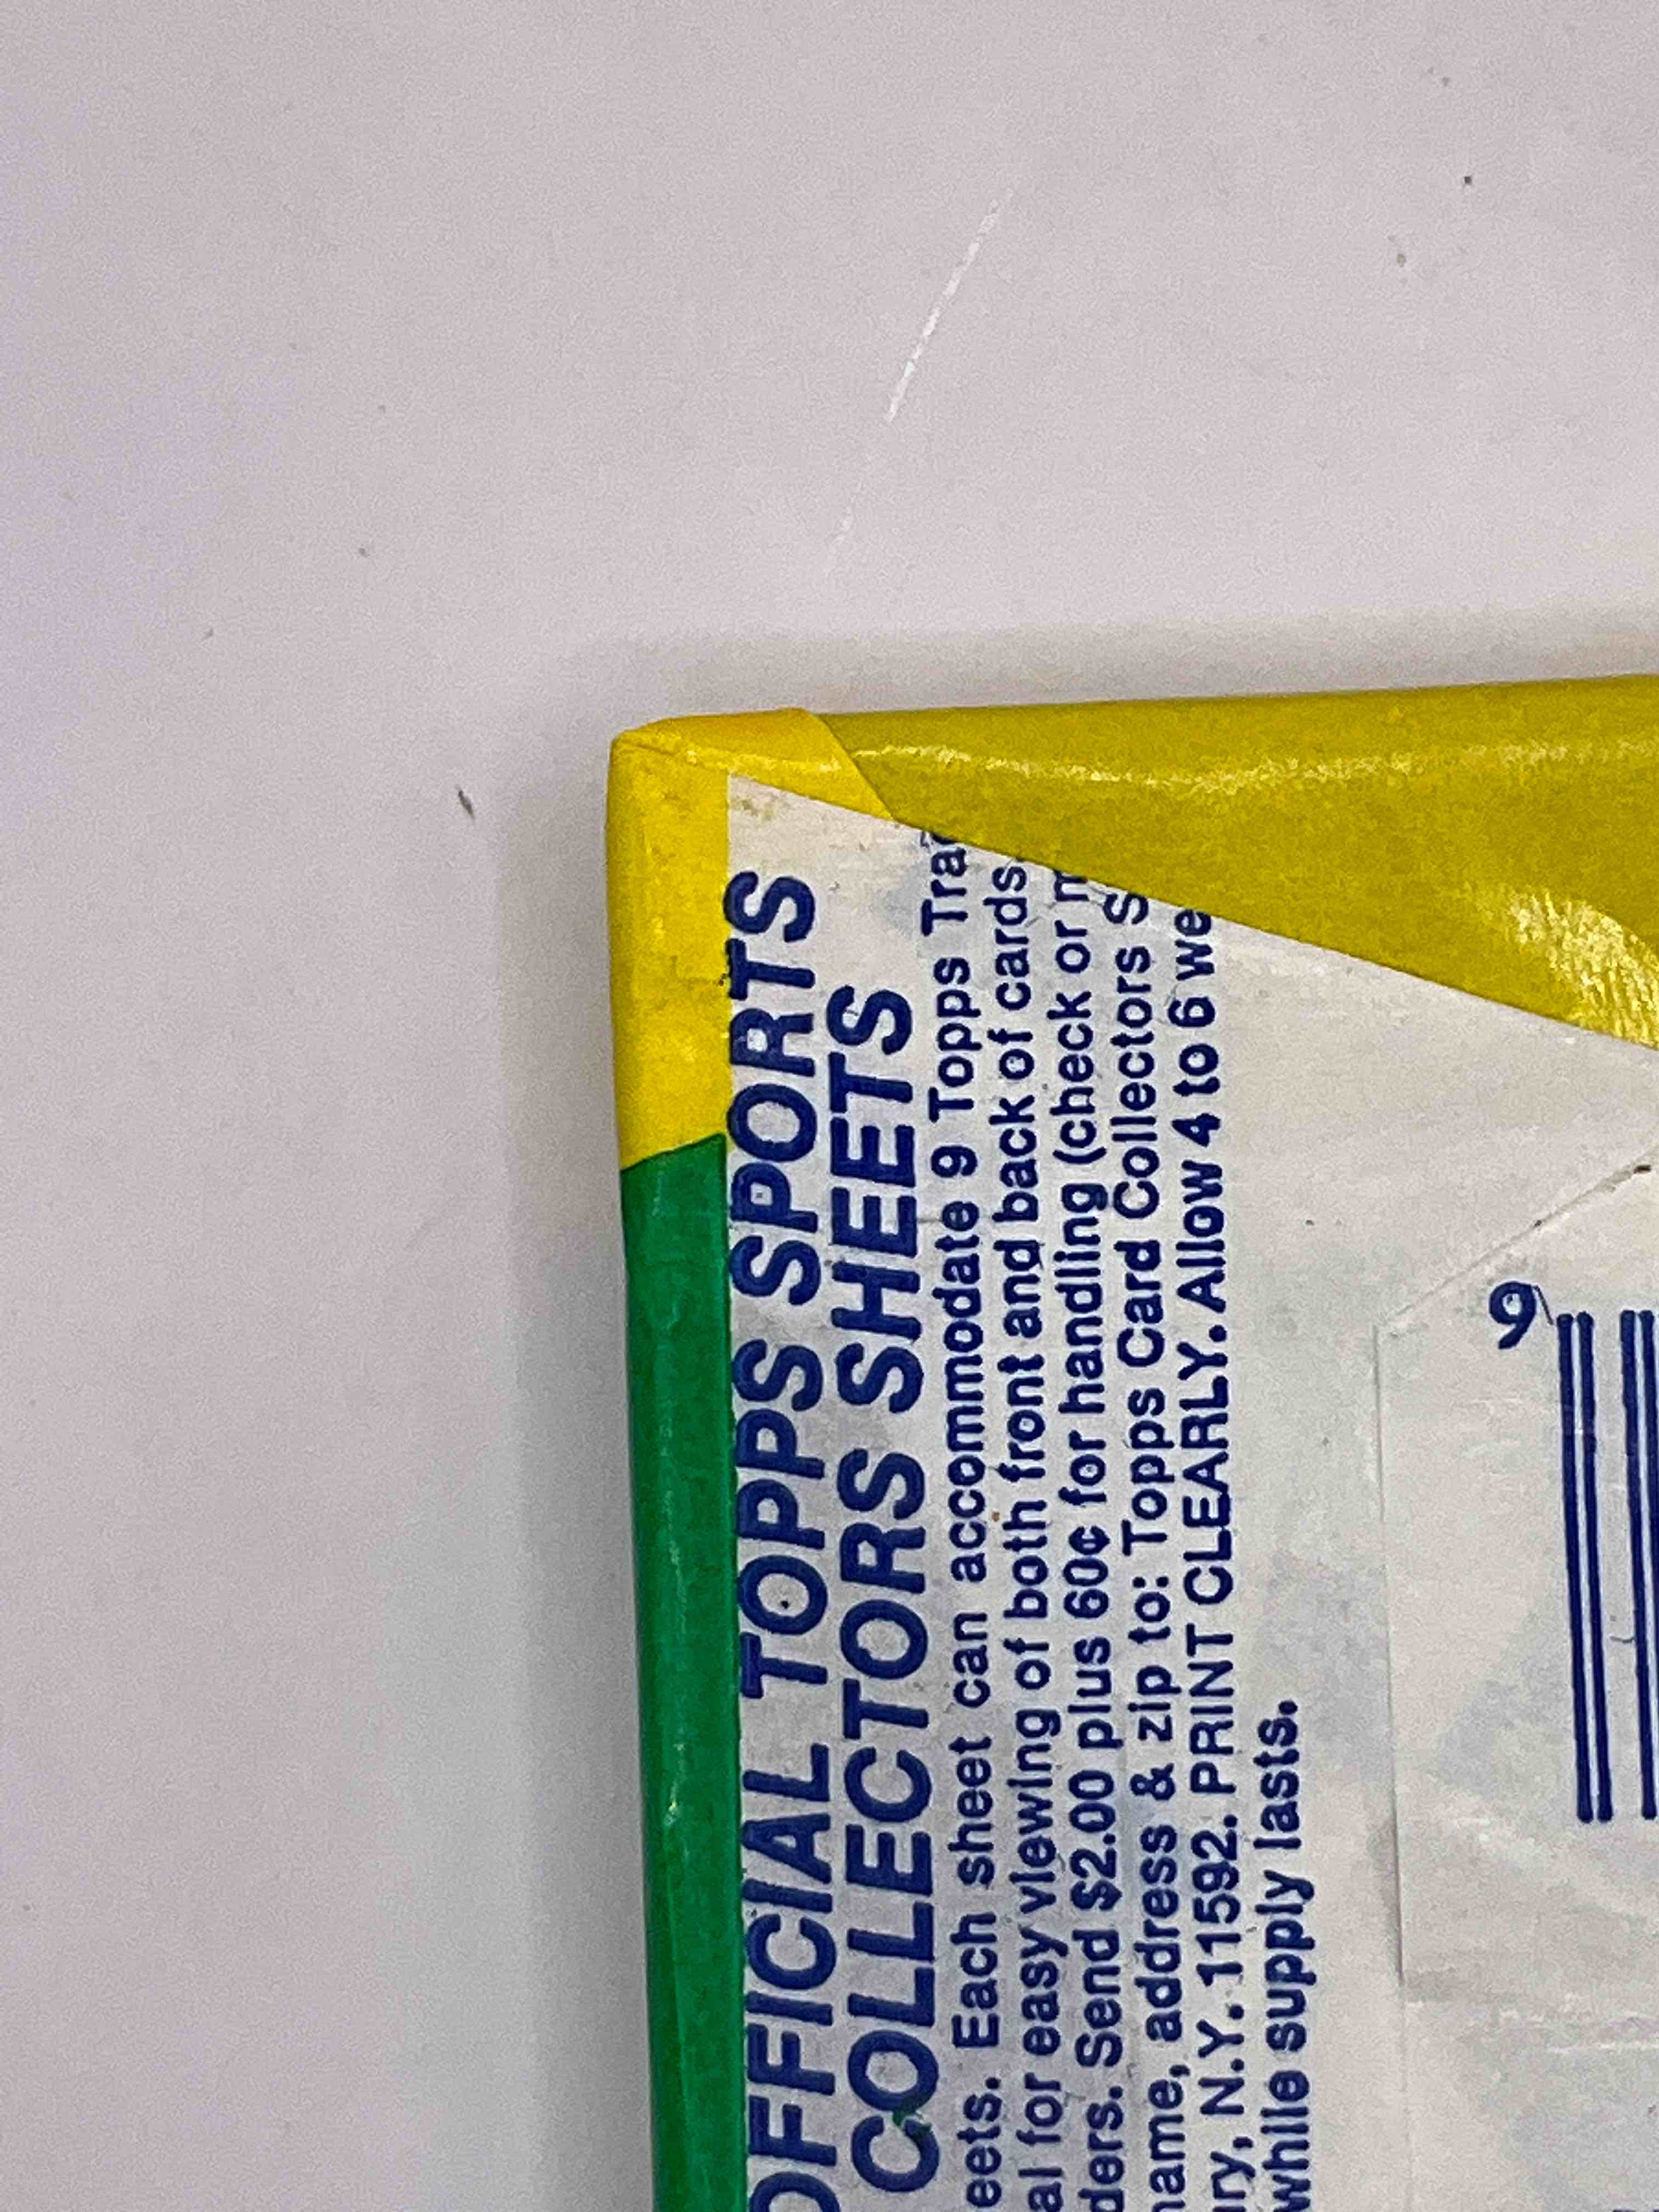 OFFICIAL TOPPS SPORTS
COLLECTORS SHEETS
Each sheet can accommodate 9 Topps
for easy viewing of both front and back of cards
Send $2.00 plus 60¢ for handling (check or
name, address & zip to: Topps Card Collectors S
N.Y. 11592. PRINT CLEARLY. Allow 4 to 6 we
while supply lasts.
9